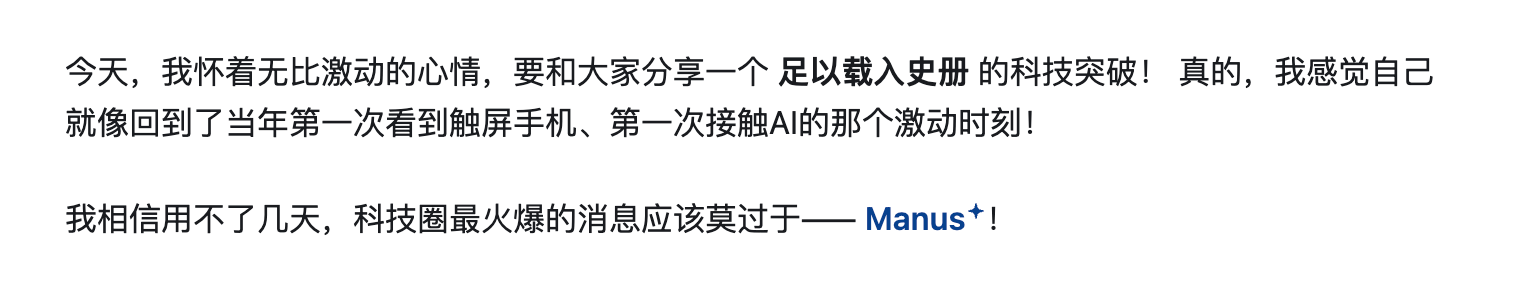 今天，我怀着无比激动的心情，要和大家分享一个 足以载入史册 的科技突破！ 真的，我感觉自己
就像回到了当年第一次看到触屏手机、第一次接触AI的那个激动时刻！
我相信用不了几天，科技圈最火爆的消息应该莫过于—— Manus！